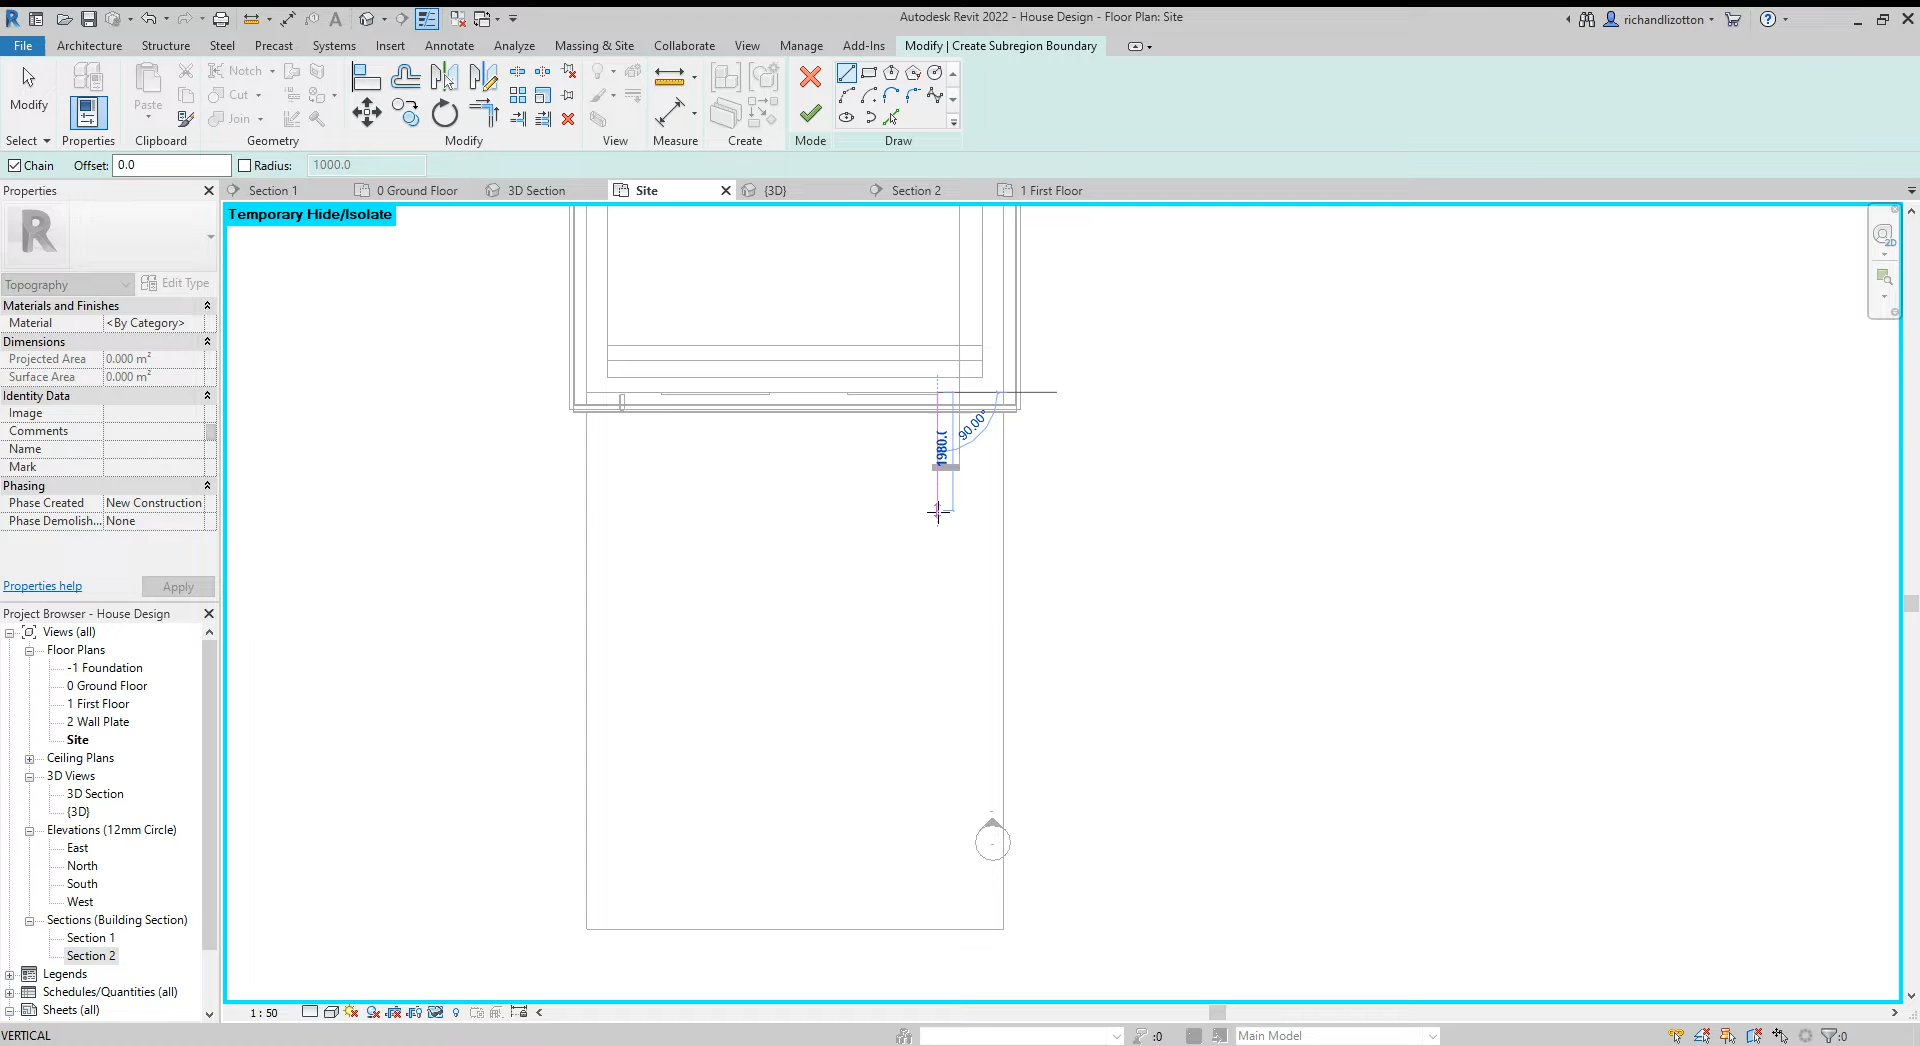 Autodesk Revit 2022 - House Design - Floor Plan: Site
richandlizotton
File
Architecture
Structure
Steel
Precast
Systems
Insert
Annotate
Analyze
Massing & Site
Collaborate
View
Manage
Add-Ins
Modify | Create Subregion Boundary
Modify
Paste
Notch
Cut
Join
Select
Properties
Clipboard
Geometry
Modify
View
Measure
Create
Mode
Draw
Chain
Offset: 0.0
Radius: 1000.0
Properties
Section 1
0 Ground Floor
3D Section
Site
{3D}
Section 2
1 First Floor
Temporary Hide/Isolate
2D
R
Topography
Edit Type
Materials and Finishes
Material <By Category>
Dimensions
Projected Area 0.000 m²
Surface Area 0.000 m²
Identity Data
Image
Comments
Name
Mark
Phasing
Phase Created New Construction
Phase Demolish... None
Properties help
Apply
1980.(
90.00°
Project Browser - House Design
Views (all)
Floor Plans
-1 Foundation
0 Ground Floor
1 First Floor
2 Wall Plate
Site
Ceiling Plans
3D Views
3D Section
{3D}
Elevations (12mm Circle)
East
North
South
West
Sections (Building Section)
Section 1
Section 2
Legends
Schedules/Quantities (all)
Sheets (all)
1 : 50
VERTICAL
:0
Main Model
:0